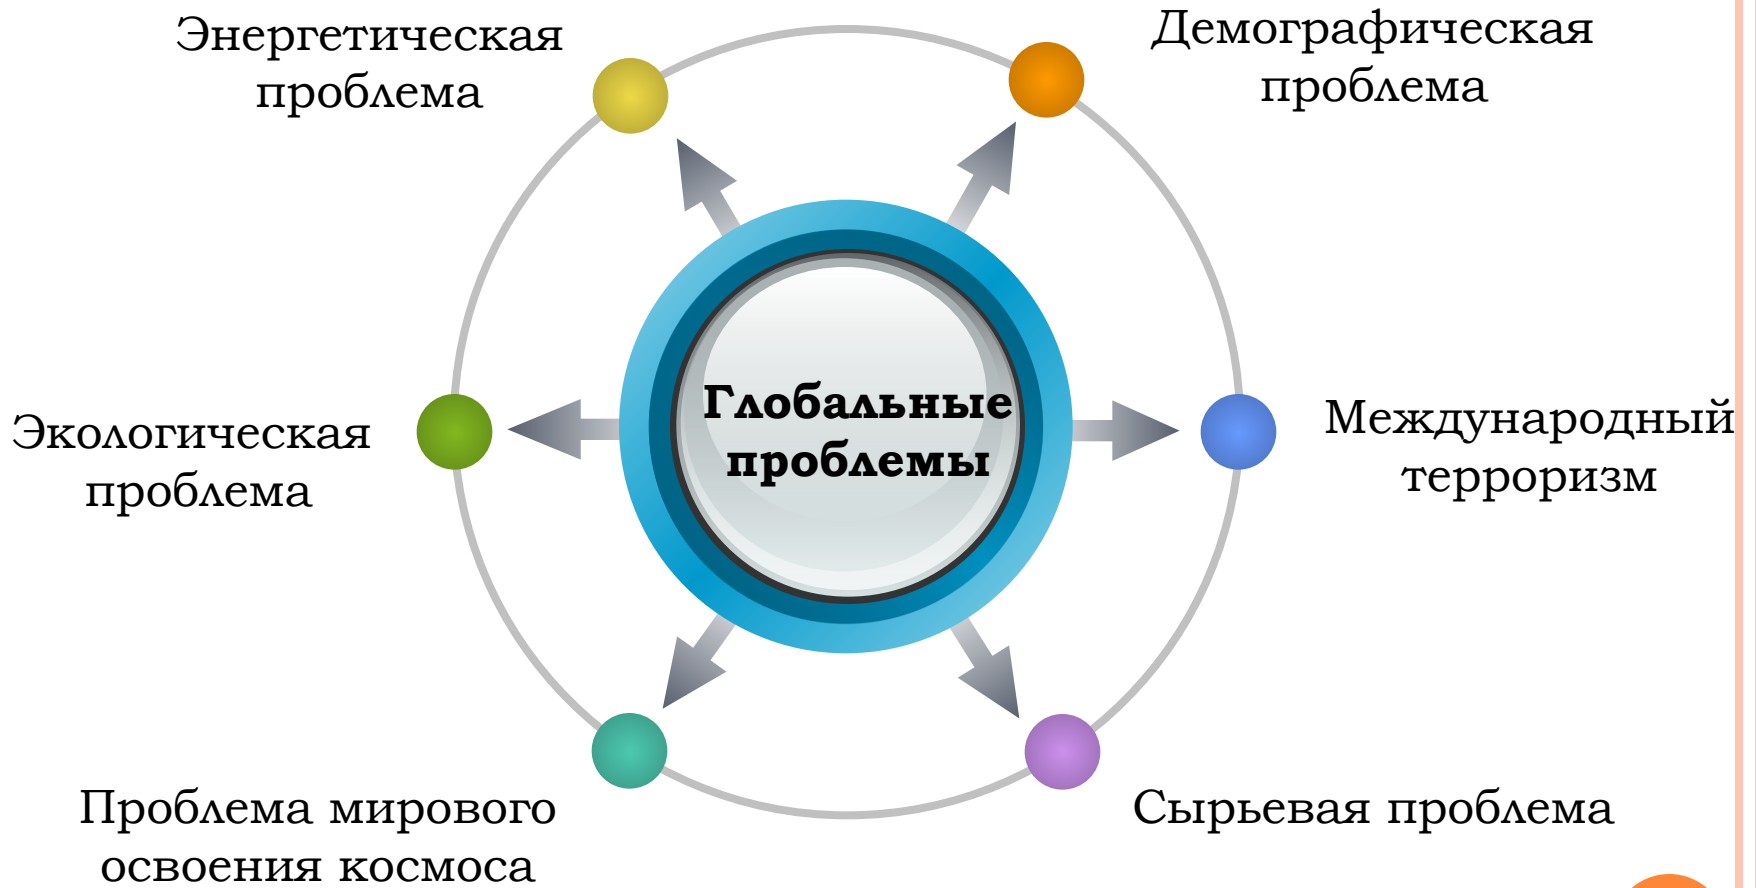 Энергетическая
проблема
Демографическая
проблема
Глобальные
проблемы
Экологическая
проблема
Международный
терроризм
Проблема мирового
освоения космоса
Сырьевая проблема